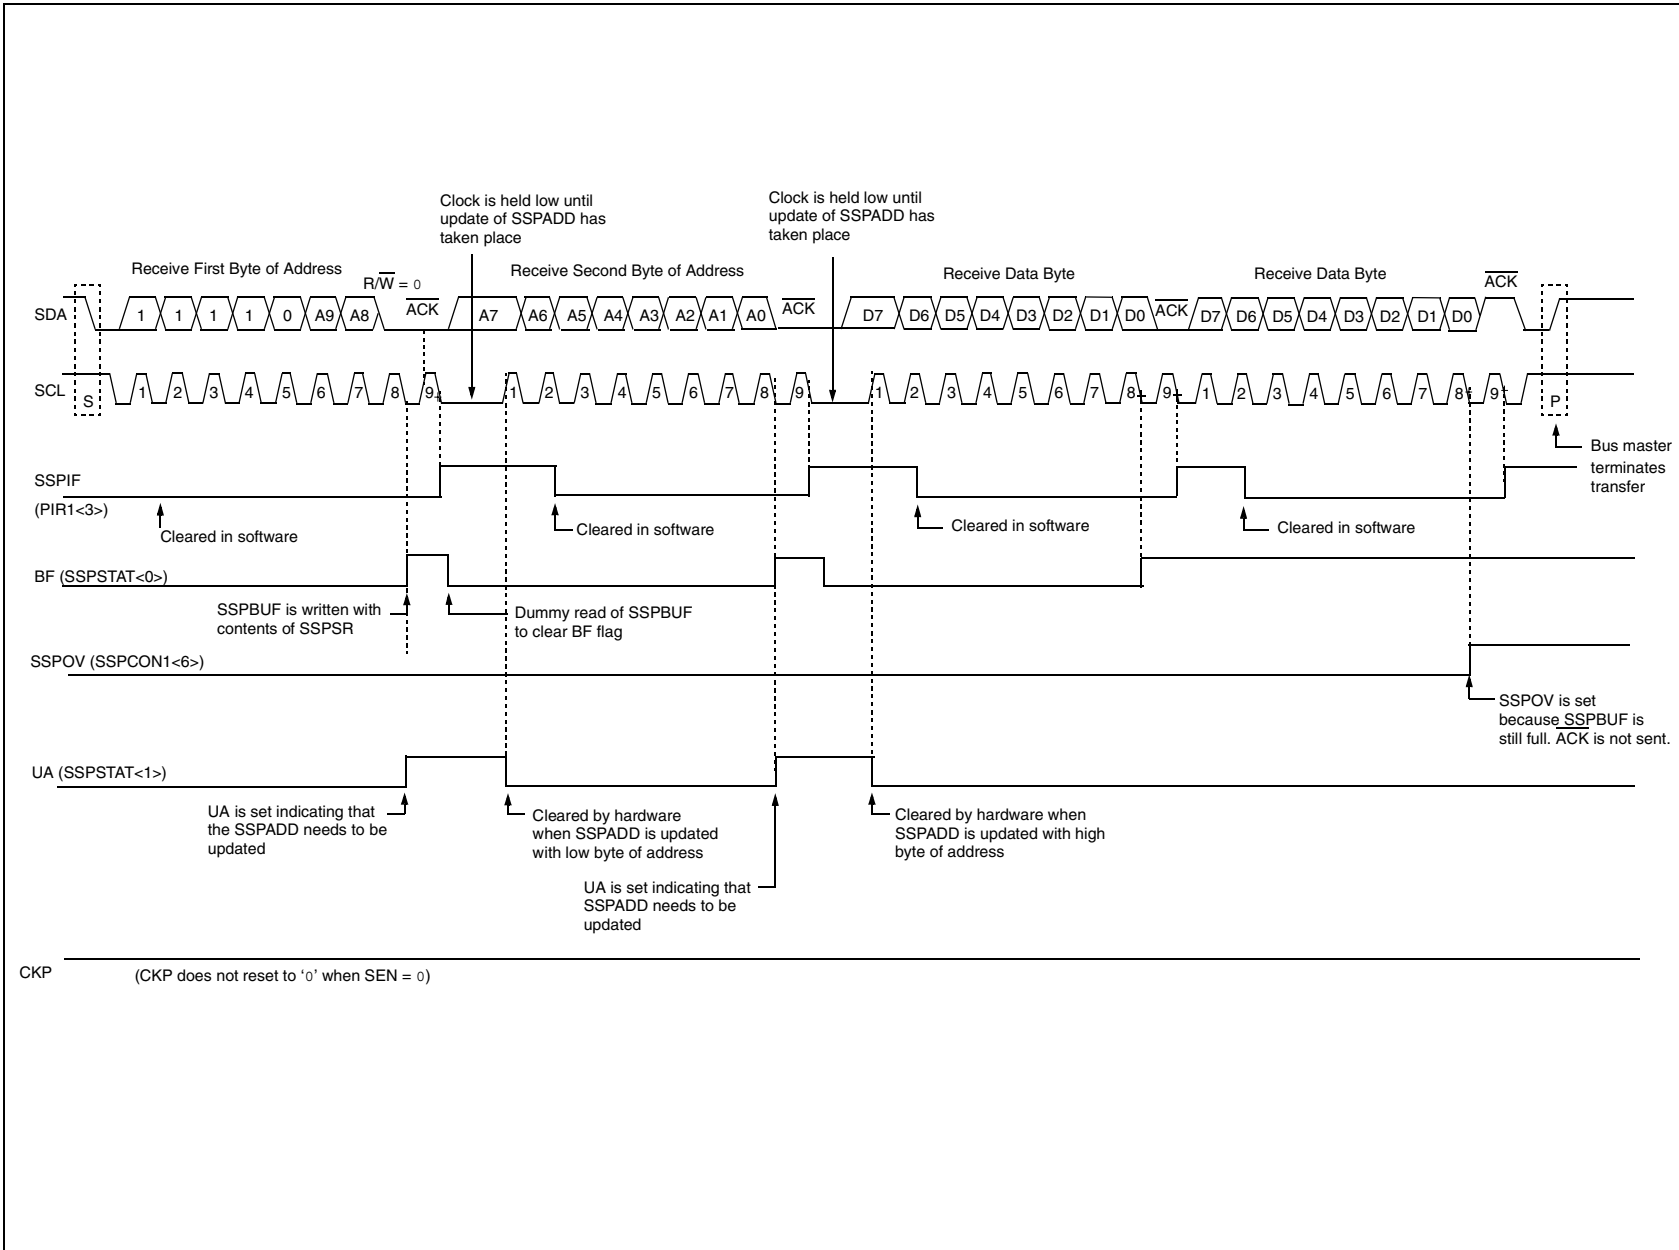 Clock is held low until
update of SSPADD has
taken place
Clock is held low until
update of SSPADD has
taken place
Receive First Byte of Address
R/W = 0
ACK
Receive Second Byte of Address
ACK
Receive Data Byte
ACK
Receive Data Byte
ACK
SDA
1 1 1 1 0 A9 A8
A7 A6 A5 A4 A3 A2 A1 A0
D7 D6 D5 D4 D3 D2 D1 D0
D7 D6 D5 D4 D3 D2 D1 D0
SCL
S
1 2 3 4 5 6 7 8 9
1 2 3 4 5 6 7 8 9
1 2 3 4 5 6 7 8 9
1 2 3 4 5 6 7 8 9
P
Bus master
terminates
transfer
SSPIF
(PIR1<3>)
Cleared in software
Cleared in software
Cleared in software
Cleared in software
BF (SSPSTAT<0>)
SSPBUF is written with
contents of SSPSR
Dummy read of SSPBUF
to clear BF flag
SSPOV (SSPCON1<6>)
SSPOV is set
because SSPBUF is
still full. ACK is not sent.
UA (SSPSTAT<1>)
UA is set indicating that
the SSPADD needs to be
updated
Cleared by hardware
when SSPADD is updated
with low byte of address
UA is set indicating that
SSPADD needs to be
updated
Cleared by hardware when
SSPADD is updated with high
byte of address
CKP
(CKP does not reset to ‘0’ when SEN = 0)